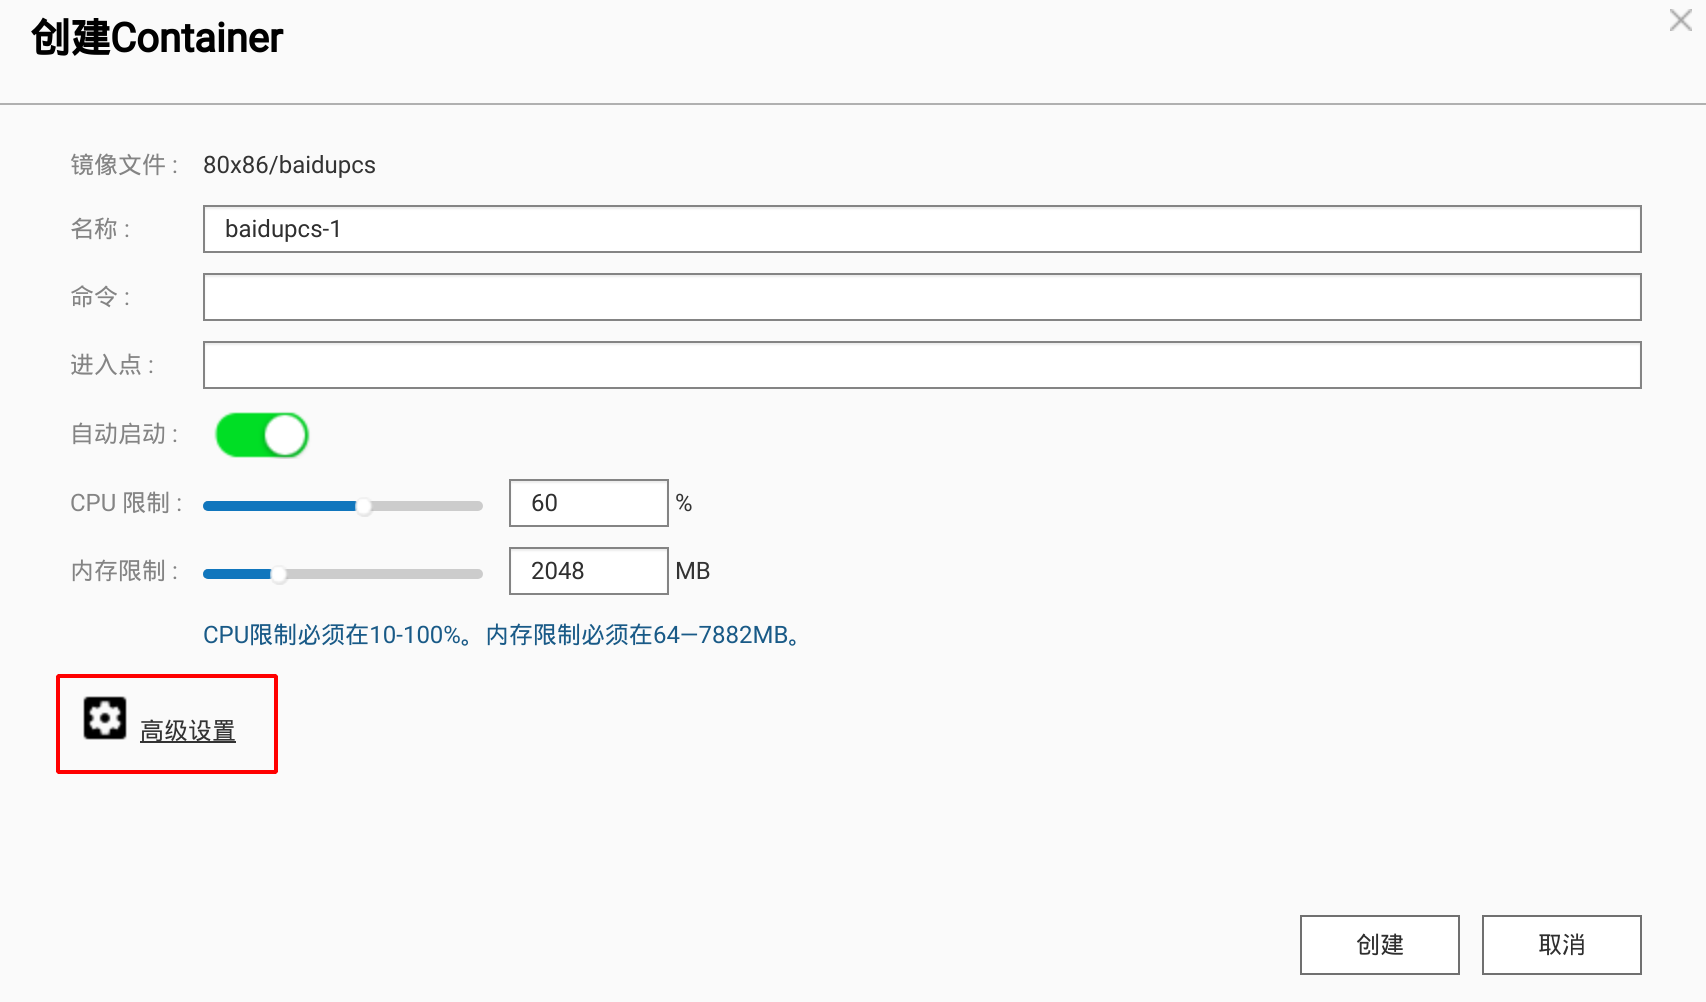 创建Container
镜像文件 : 80x86/baidupcs
名称 : baidupcs-1
命令 :
进入点 :
自动启动 :
CPU 限制 : 60 %
内存限制 : 2048 MB
CPU限制必须在10-100%。内存限制必须在64—7882MB。
高级设置
创建 取消